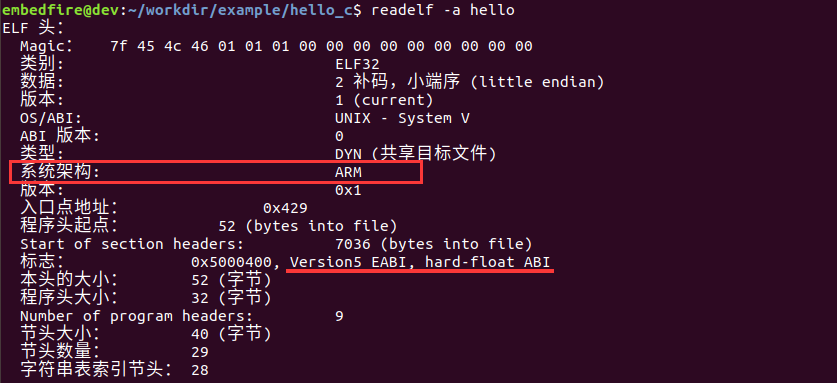 embedfire@dev:~/workdir/example/hello_c$ readelf -a hello
ELF 头：
Magic： 7f 45 4c 46 01 01 01 00 00 00 00 00 00 00 00 00
类别: ELF32
数据: 2 补码，小端序 (little endian)
版本: 1 (current)
OS/ABI: UNIX - System V
ABI 版本: 0
类型: DYN (共享目标文件)
系统架构: ARM
版本: 0x1
入口点地址： 0x429
程序头起点： 52 (bytes into file)
Start of section headers: 7036 (bytes into file)
标志： 0x5000400, Version5 EABI, hard-float ABI
本头的大小： 52 (字节)
程序头大小： 32 (字节)
Number of program headers: 9
节头大小： 40 (字节)
节头数量： 29
字符串表索引节头： 28